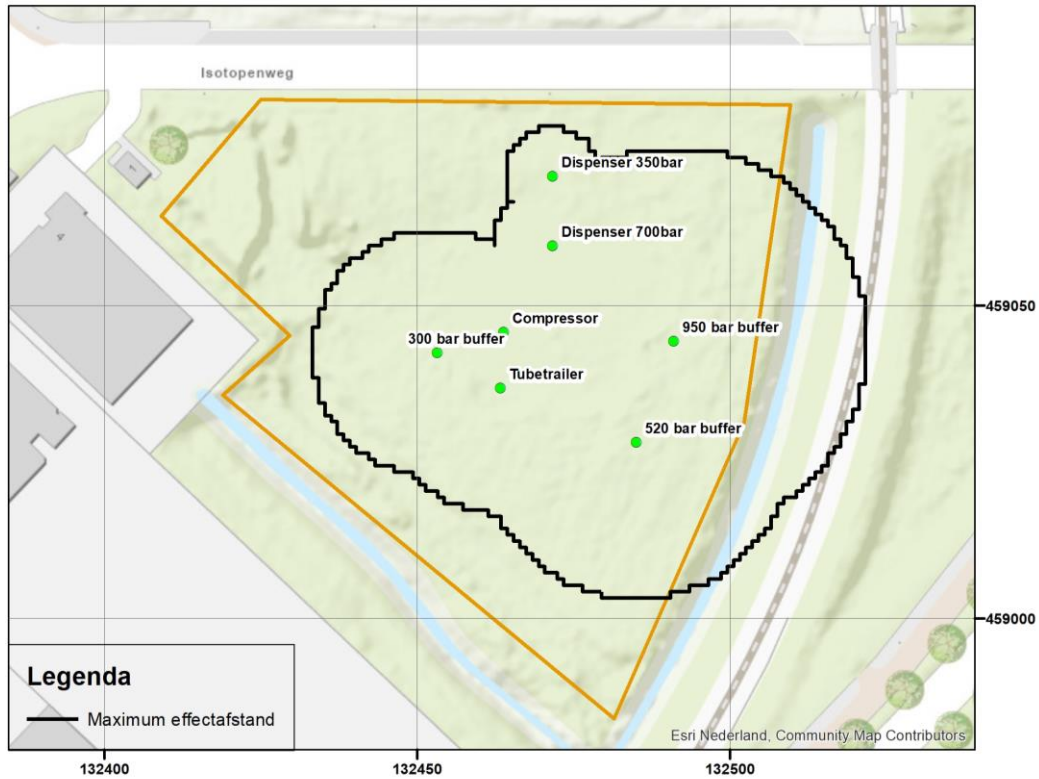 Isotopenweg
Dispenser 350bar
Dispenser 700bar
459050
Compressor
950 bar buffer
300 bar buffer
Tubetrailer
4
520 bar buffer
459000
Legenda
Maximum effectafstand
Esri Nederland, Community Map Contributors
132400
132450
132500